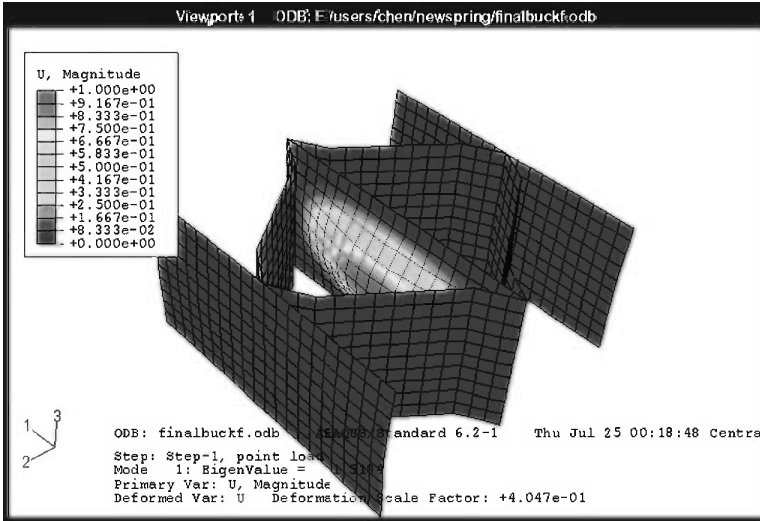 Viewport: 1 ODB: E:/users/chen/newspring/finalbuckf.odb
U, Magnitude
+1.000e+00
+9.167e-01
+8.333e-01
+7.500e-01
+6.667e-01
+5.833e-01
+5.000e-01
+4.167e-01
+3.333e-01
+2.500e-01
+1.667e-01
+8.333e-02
+0.000e+00
1
3
2
ODB: finalbuckf.odb ABAQUS/Standard 6.2-1 Thu Jul 25 00:18:48 Centra
Step: Step-1, point load
Mode 1: EigenValue =
Primary Var: U, Magnitude
Deformed Var: U Deformation Scale Factor: +4.047e-01